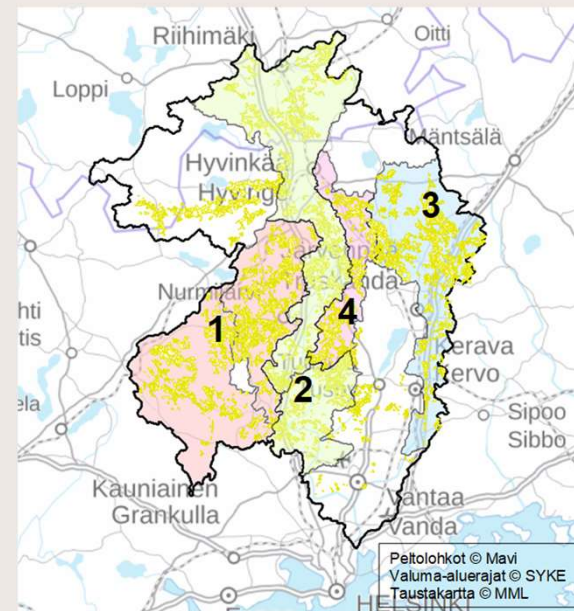 Riihimäki
Oitti
Loppi
Mäntsälä
Hyvinkää
Hyving
3
Nurmijärvi
1
4
Kerava
Kervo
2
Sipoo
Sibbo
Kauniainen
Grankulla
Vantaa
Vanda
Peltolohkot © Mavi
Valuma-aluerajat © SYKE
Taustakartta © MML
HELSINKI